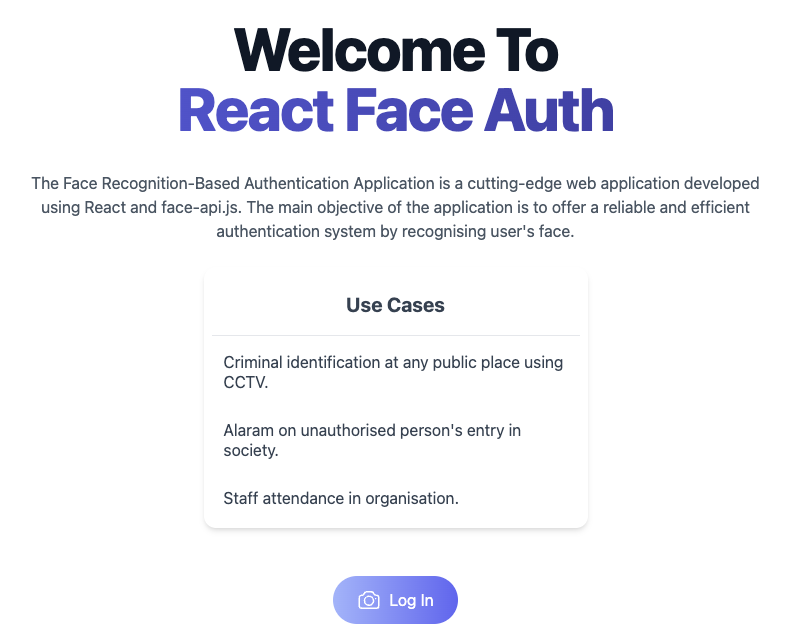 Welcome To
React Face Auth
The Face Recognition-Based Authentication Application is a cutting-edge web application developed
using React and face-api.js. The main objective of the application is to offer a reliable and efficient
authentication system by recognising user's face.
Use Cases
Criminal identification at any public place using
CCTV.
Alaram on unauthorised person's entry in
society.
Staff attendance in organisation.
Log In